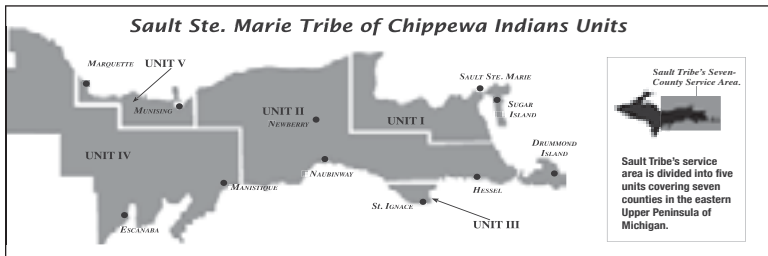 Sault Ste. Marie Tribe of Chippewa Indians Units
MARQUETTE
UNIT V
MUNISING
UNIT II
NEWBERRY
UNIT I
SAULT STE. MARIE
SUGAR
ISLAND
DRUMMOND
ISLAND
UNIT IV
MANISTIQUE
NAUBINWAY
HESSEL
ST. IGNACE
UNIT III
ESCANABA
Sault Tribe's Seven-
County Service Area.
Sault Tribe's service
area is divided into five
units covering seven
counties in the eastern
Upper Peninsula of
Michigan.